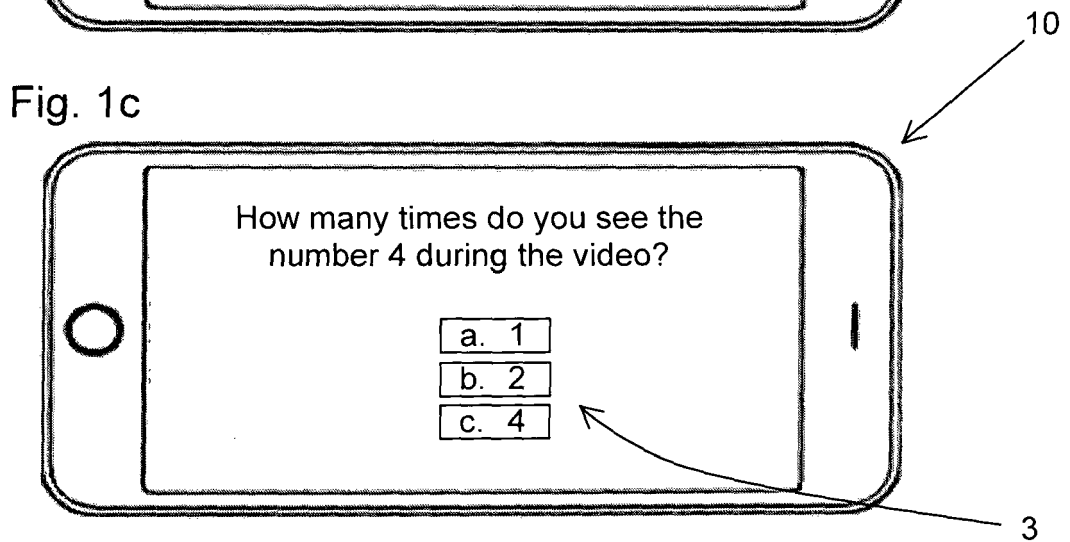 10
Fig. 1c
How many times do you see the
number 4 during the video?
a. 1
b. 2
c. 4
3